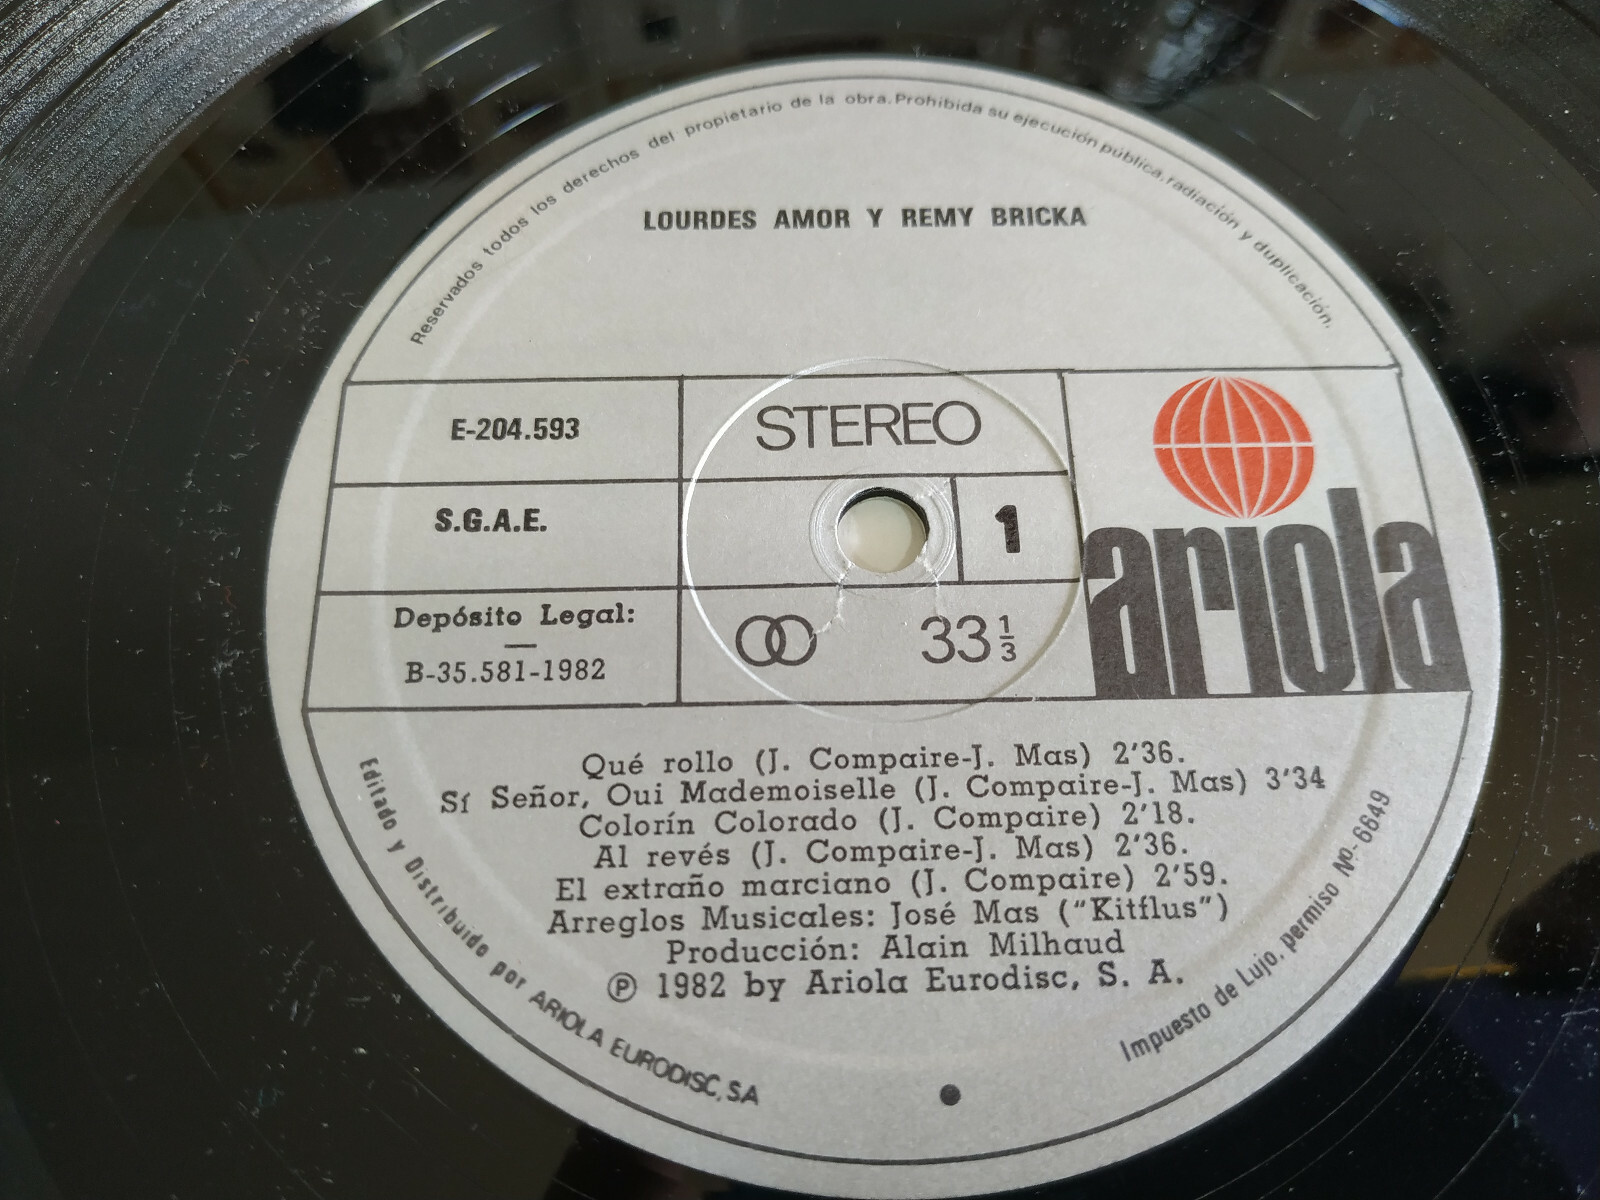 Reservados todos los derechos del propietario de la obra. Prohibida su ejecución pública, radiación y duplicación.
LOURDES AMOR Y REMY BRICKA
E-204.593
STEREO
S.G.A.E.
1
ariola
Depósito Legal:
B-35.581-1982
33 1/3
Qué rollo (J. Compaire-J. Mas) 2'36.
Sí Señor, Oui Mademoiselle (J. Compaire-J. Mas) 3'34
Colorín Colorado (J. Compaire) 2'18.
Al revés (J. Compaire-J. Mas) 2'36.
El extraño marciano (J. Compaire) 2'59.
Arreglos Musicales: José Mas ("Kitflus")
Producción: Alain Milhaud
℗ 1982 by Ariola Eurodisc, S. A.
Editado y Distribuido por ARIOLA EURODISC, SA
Impuesto de Lujo, permiso Nº-6649